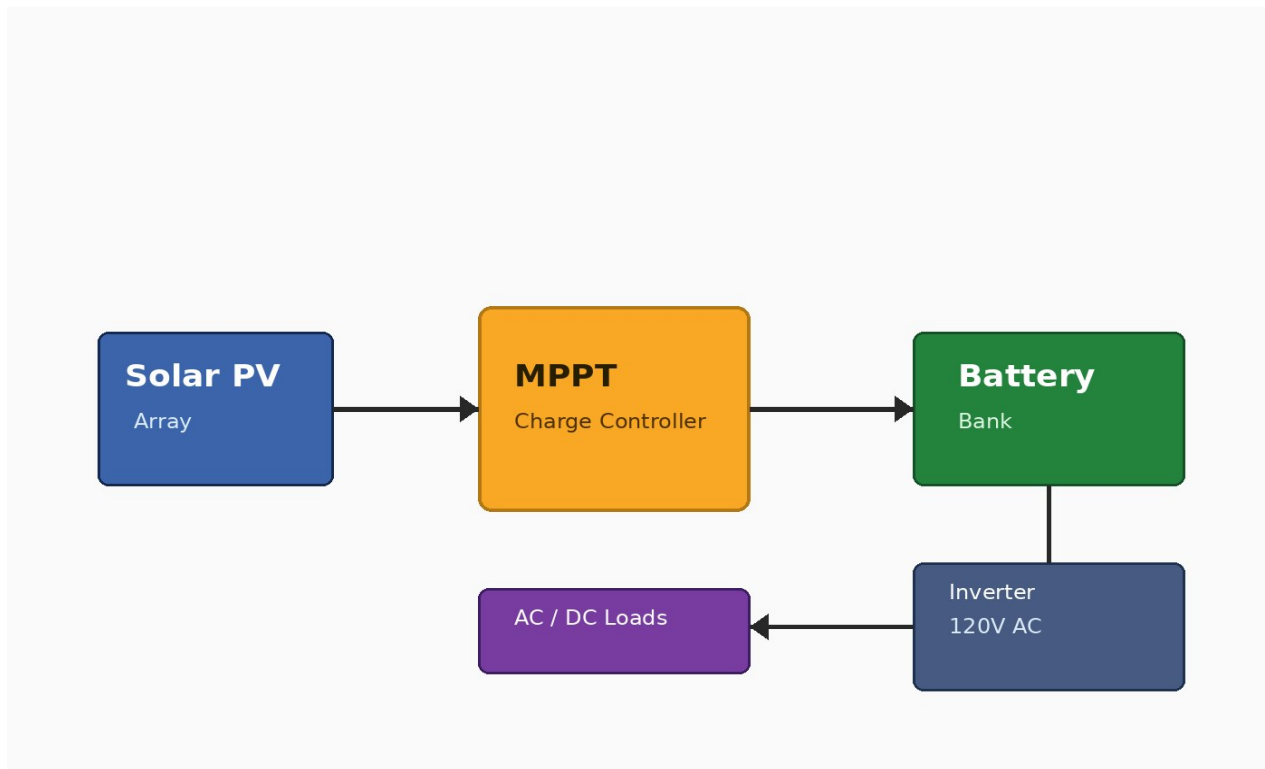 Solar PV
Array
MPPT
Charge Controller
Battery
Bank
AC / DC Loads
Inverter
120V AC